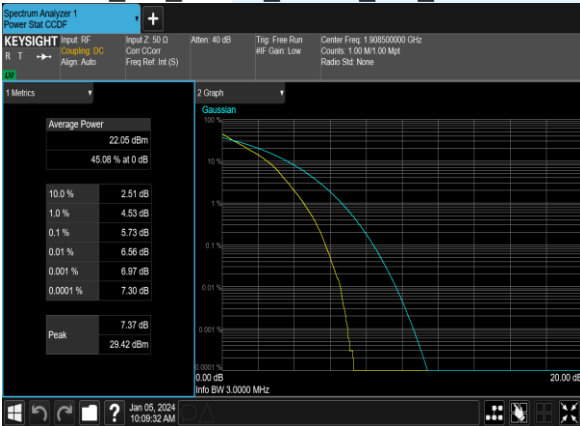 Spectrum Analyzer 1
Power Stat CCDF
KEYSIGHT
R T
Input: RF
Coupling: DC
Align: Auto
Input Z: 50 Ω
Corr CCorr
Freq Ref: Int (S)
Atten: 40 dB
Trig: Free Run
#IF Gain: Low
Center Freq: 1.908500000 GHz
Counts: 1.00 M/1.00 Mpt
Radio Std: None
1 Metrics
Average Power
22.05 dBm
45.08 % at 0 dB
10.0 % 2.51 dB
1.0 % 4.53 dB
0.1 % 5.73 dB
0.01 % 6.56 dB
0.001 % 6.97 dB
0.0001 % 7.30 dB
Peak
7.37 dB
29.42 dBm
2 Graph
Gaussian
100 %
10 %
1 %
0.1 %
0.01 %
0.001 %
0.0001 %
0.00 dB 20.00 dB
Info BW 3.0000 MHz
Jan 05, 2024
10:09:32 AM